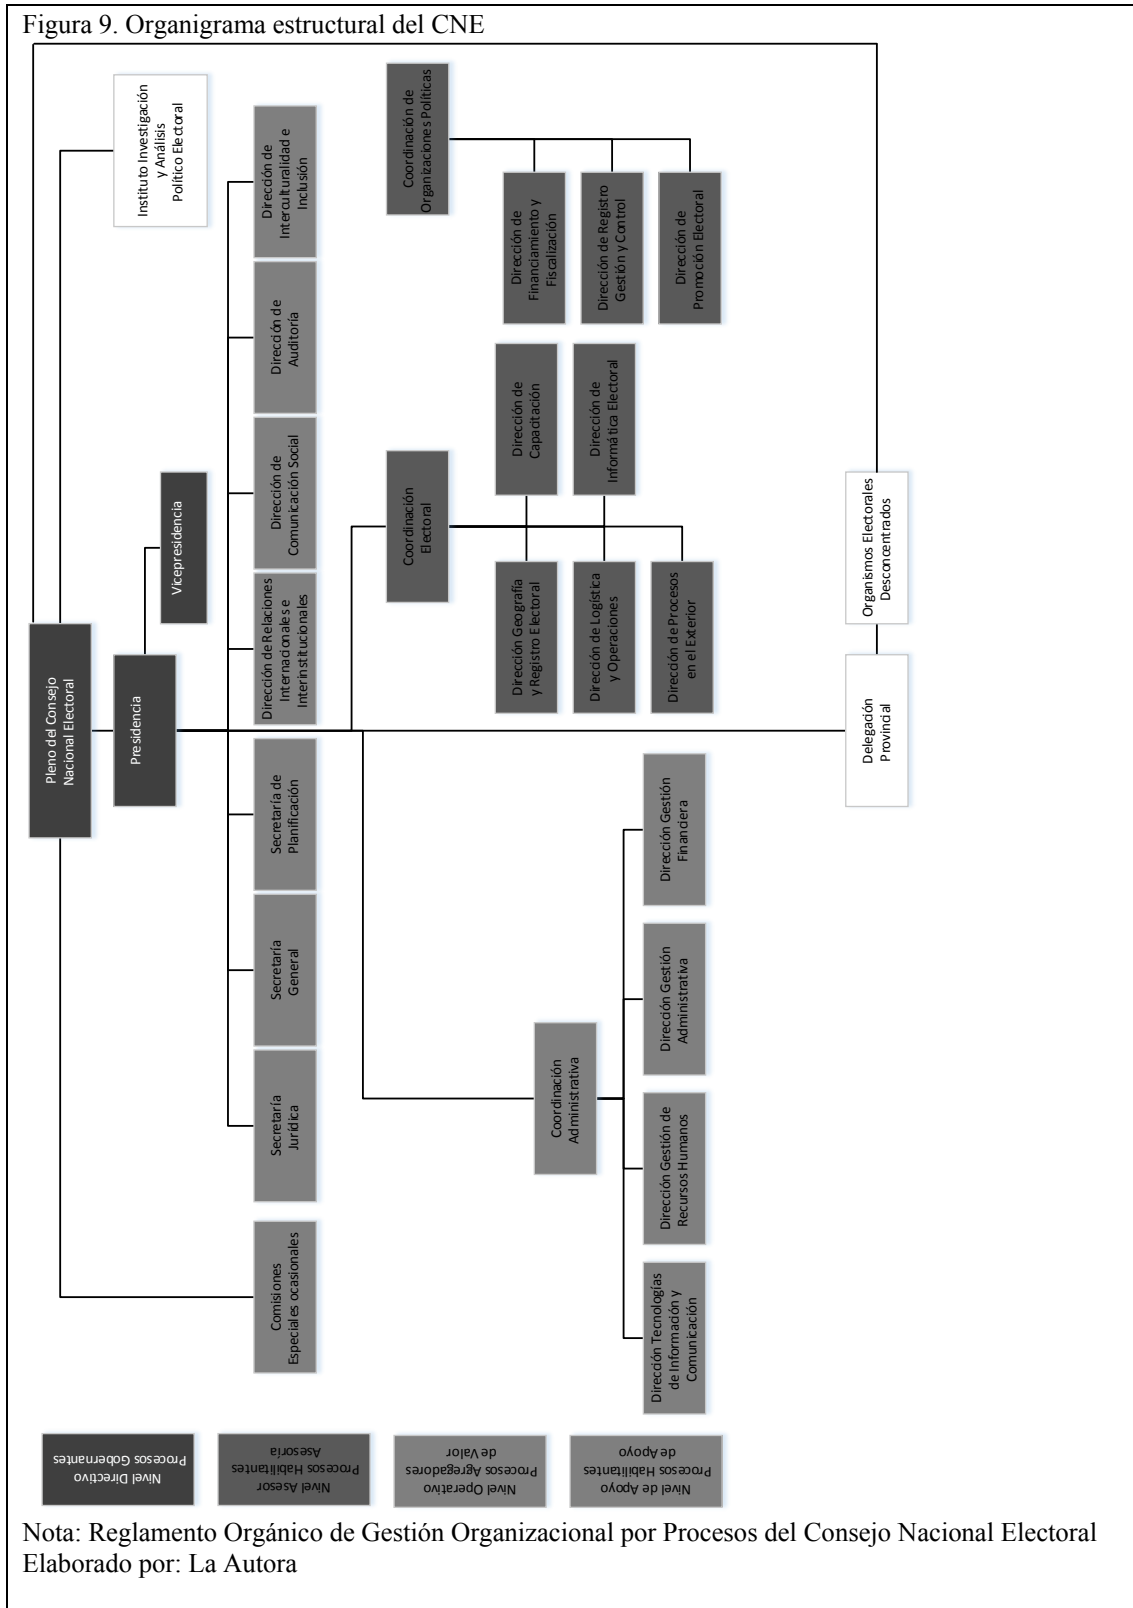 Figura 9. Organigrama estructural del CNE
Pleno del Consejo
Nacional Electoral
Instituto Investigación
y Análisis
Político Electoral
Presidencia
Vicepresidencia
Comisiones
Especiales ocasionales
Secretaría
Jurídica
Secretaría
General
Secretaría de
Planificación
Dirección de Relaciones
Internacionales e
Interinstitucionales
Dirección de
Comunicación Social
Dirección de
Auditoría
Dirección de
Interculturalidad e
Inclusión
Coordinación
Electoral
Coordinación de
Organizaciones Políticas
Dirección Geografía
y Registro Electoral
Dirección de
Capacitación
Dirección de Logística
y Operaciones
Dirección de
Informática Electoral
Dirección de Procesos
en el Exterior
Dirección de
Financiamiento y
Fiscalización
Dirección de Registro
Gestión y Control
Dirección de
Promoción Electoral
Coordinación
Administrativa
Dirección Tecnologías
de Información y
Comunicación
Dirección Gestión de
Recursos Humanos
Dirección Gestión
Administrativa
Dirección Gestión
Financiera
Delegación
Provincial
Organismos Electorales
Desconcentrados
Nivel Directivo
Procesos Gobernantes
Nivel Asesor
Procesos Habilitantes
Asesoría
Nivel Operativo
Procesos Agregadores
de Valor
Nivel de Apoyo
Procesos Habilitantes
de Apoyo
Nota: Reglamento Orgánico de Gestión Organizacional por Procesos del Consejo Nacional Electoral
Elaborado por: La Autora